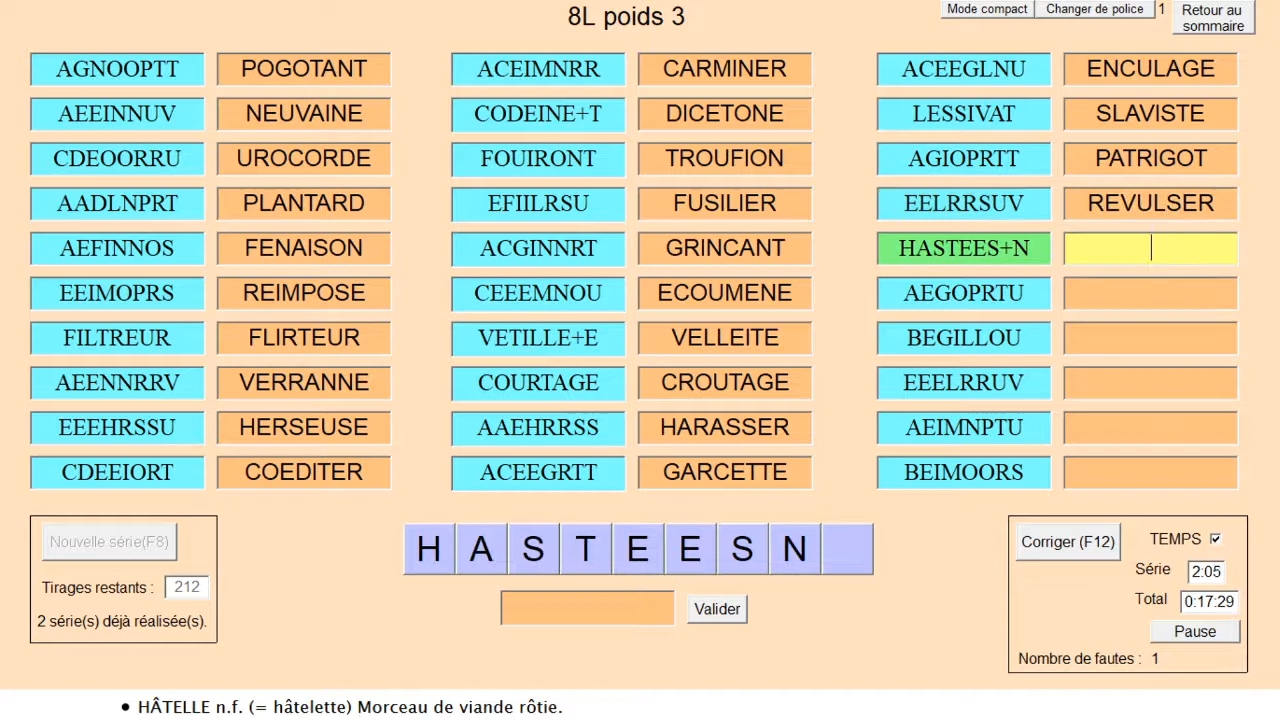 8L poids 3
Mode compact
Changer de police
1
Retour au
sommaire
AGNOOPTT POGOTANT
AEEINNUV NEUVAINE
CDEOORRU UROCORDE
AADLNPRT PLANTARD
AEFINNOS FENAISON
EEIMOPRS REIMPOSE
FILTREUR FLIRTEUR
AEENNRRV VERRANNE
EEEHRSSU HERSEUSE
CDEEIORT COEDITER
ACEIMNRR CARMINER
CODEINE+T DICETONE
FOUIRONT TROUFION
EFIILRSU FUSILIER
ACGINNRT GRINCANT
CEEEMNOU ECOUMENE
VETILLE+E VELLEITE
COURTAGE CROUTAGE
AAEHRRSS HARASSER
ACEEGRTT GARCETTE
ACEEGLNU ENCULAGE
LESSIVAT SLAVISTE
AGIOPRTT PATRIGOT
EELRRSUV REVULSER
HASTEES+N
AEGOPRTU
BEGILLOU
EEELRRUV
AEIMNPTU
BEIMOORS
Nouvelle série(F8)
Tirages restants : 212
2 série(s) déjà réalisée(s).
H A S T E E S N
Valider
Corriger (F12)
TEMPS
Série 2:05
Total 0:17:29
Pause
Nombre de fautes : 1
• HÂTELLE n.f. (= hâtelette) Morceau de viande rôtie.